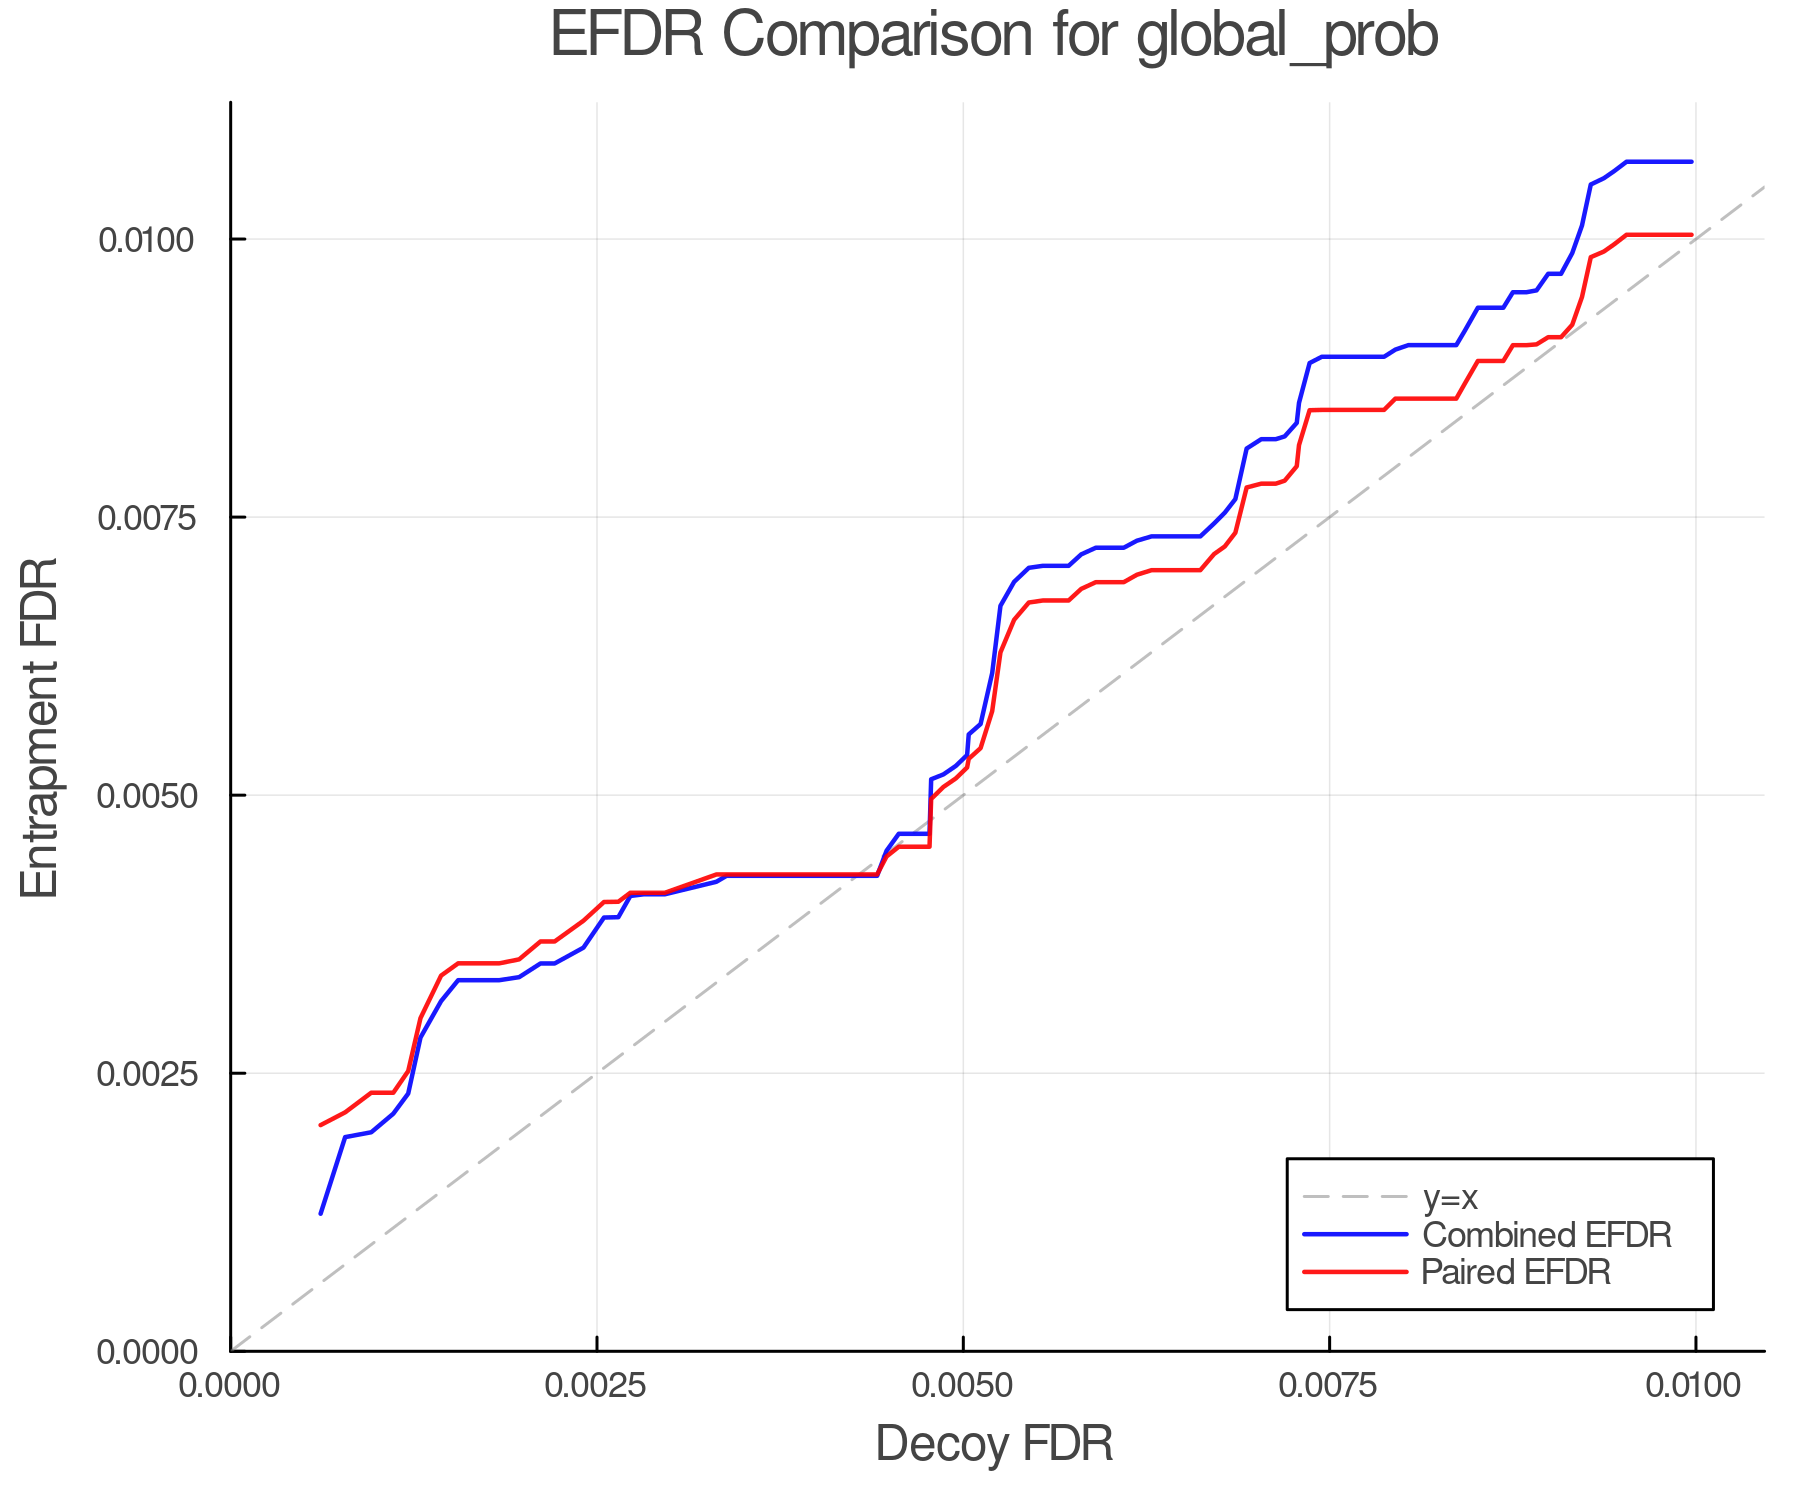 EFDR Comparison for global_prob
Entrapment FDR
0.0100
0.0075
0.0050
0.0025
0.0000
0.0000 0.0025 0.0050 0.0075 0.0100
Decoy FDR
y=x
Combined EFDR
Paired EFDR